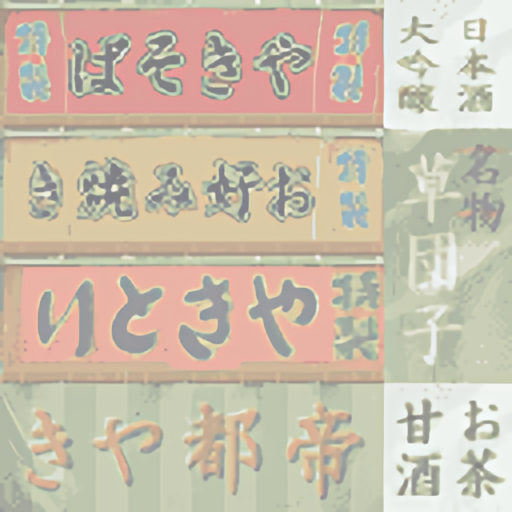 特製 やきそば 特製
特製 お好み焼き
特製 やきとり
帝都やき
日本酒
大吟醸
名物
草団子
お茶
甘酒